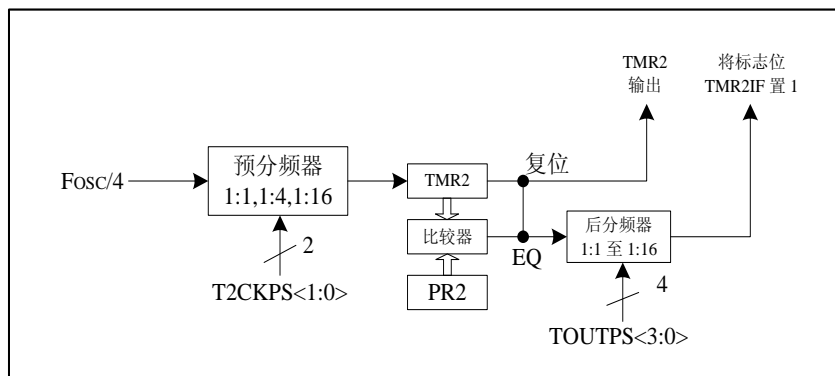 TMR2
输出
将标志位
TMR2IF 置 1
Fosc/4
预分频器
1:1,1:4,1:16
TMR2
复位
比较器
EQ
后分频器
1:1 至 1:16
PR2
2
T2CKPS<1:0>
4
TOUTPS<3:0>